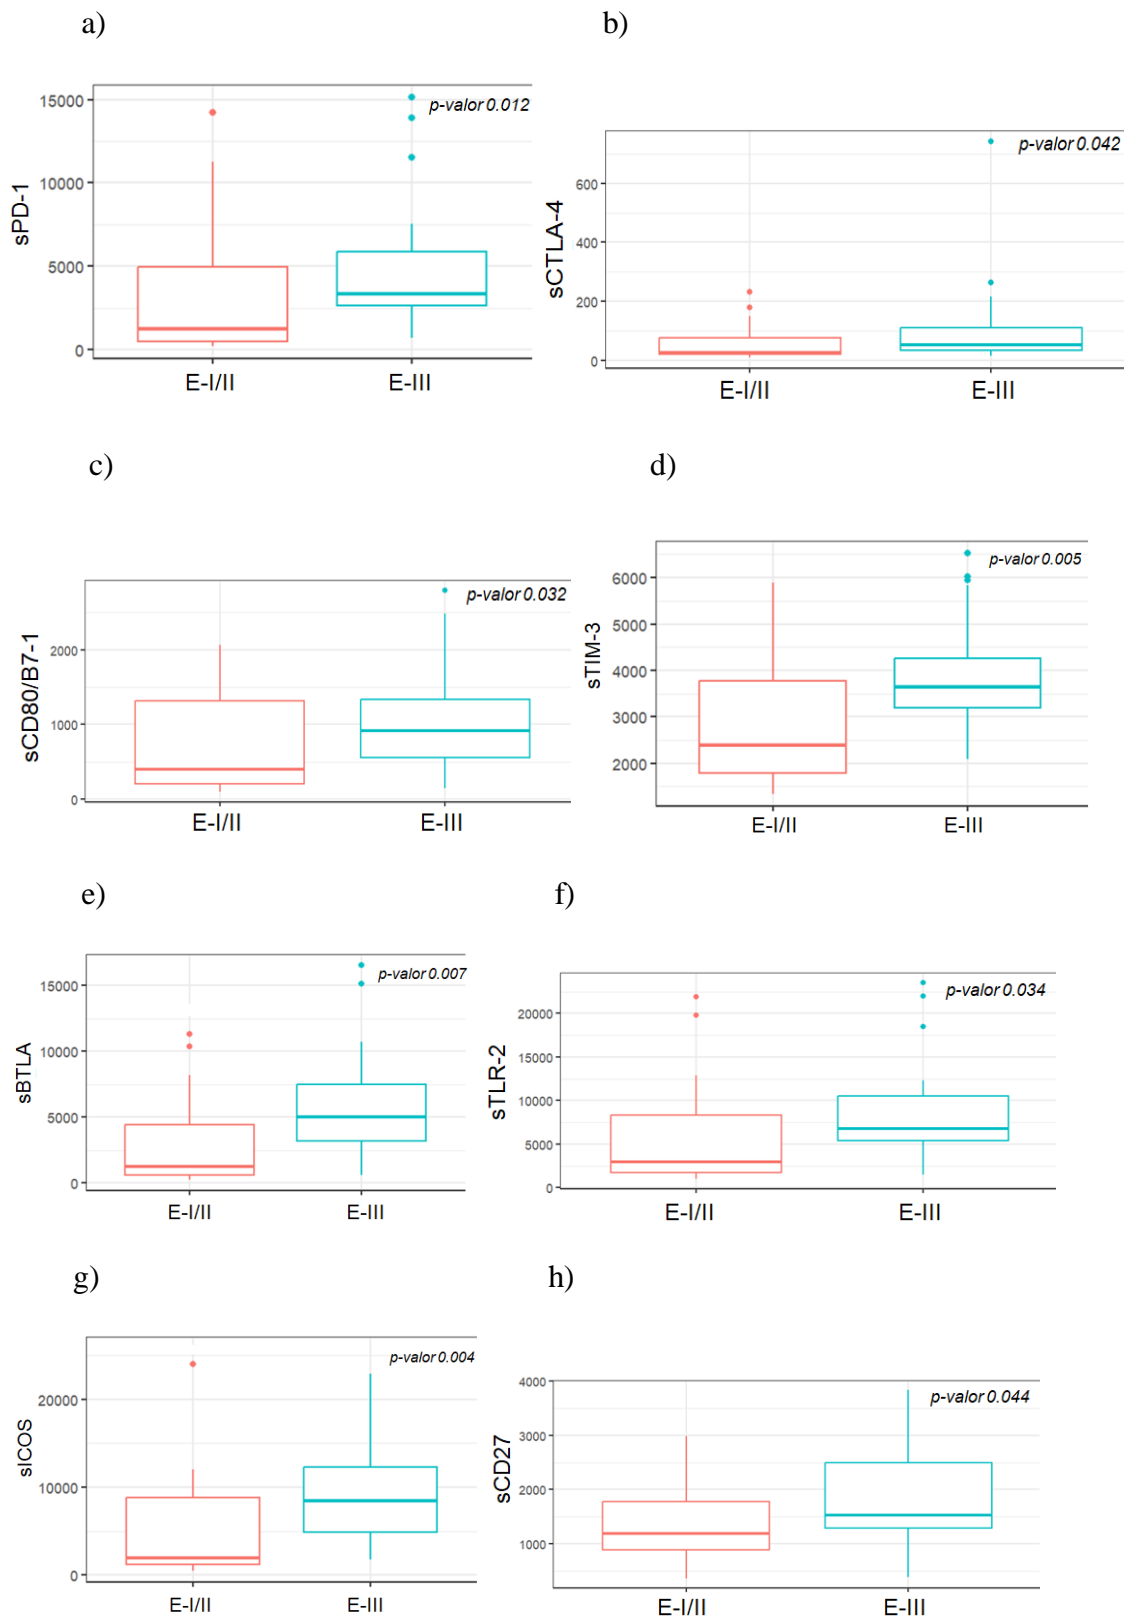 a)
b)
sPD-1
15000
10000
5000
0
p-valor 0.012
E-I/II
E-III
sCTLA-4
600
400
200
0
p-valor 0.042
E-I/II
E-III
c)
d)
sCD80/B7-1
2000
1000
0
p-valor 0.032
E-I/II
E-III
sTIM-3
6000
5000
4000
3000
2000
p-valor 0.005
E-I/II
E-III
e)
f)
sBTLA
15000
10000
5000
0
p-valor 0.007
E-I/II
E-III
sTLR-2
20000
15000
10000
5000
0
p-valor 0.034
E-I/II
E-III
g)
h)
sICOS
20000
10000
0
p-valor 0.004
E-I/II
E-III
sCD27
4000
3000
2000
1000
p-valor 0.044
E-I/II
E-III